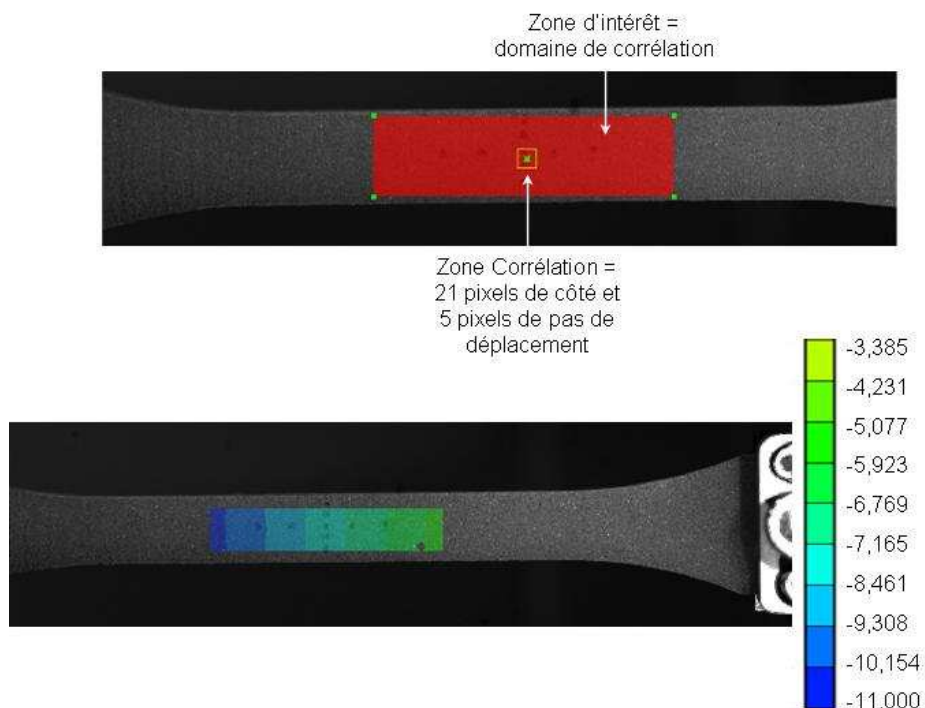 Zone d'intérêt =
domaine de corrélation
Zone Corrélation =
21 pixels de côté et
5 pixels de pas de
déplacement
-3,385
-4,231
-5,077
-5,923
-6,769
-7,165
-8,461
-9,308
-10,154
-11,000